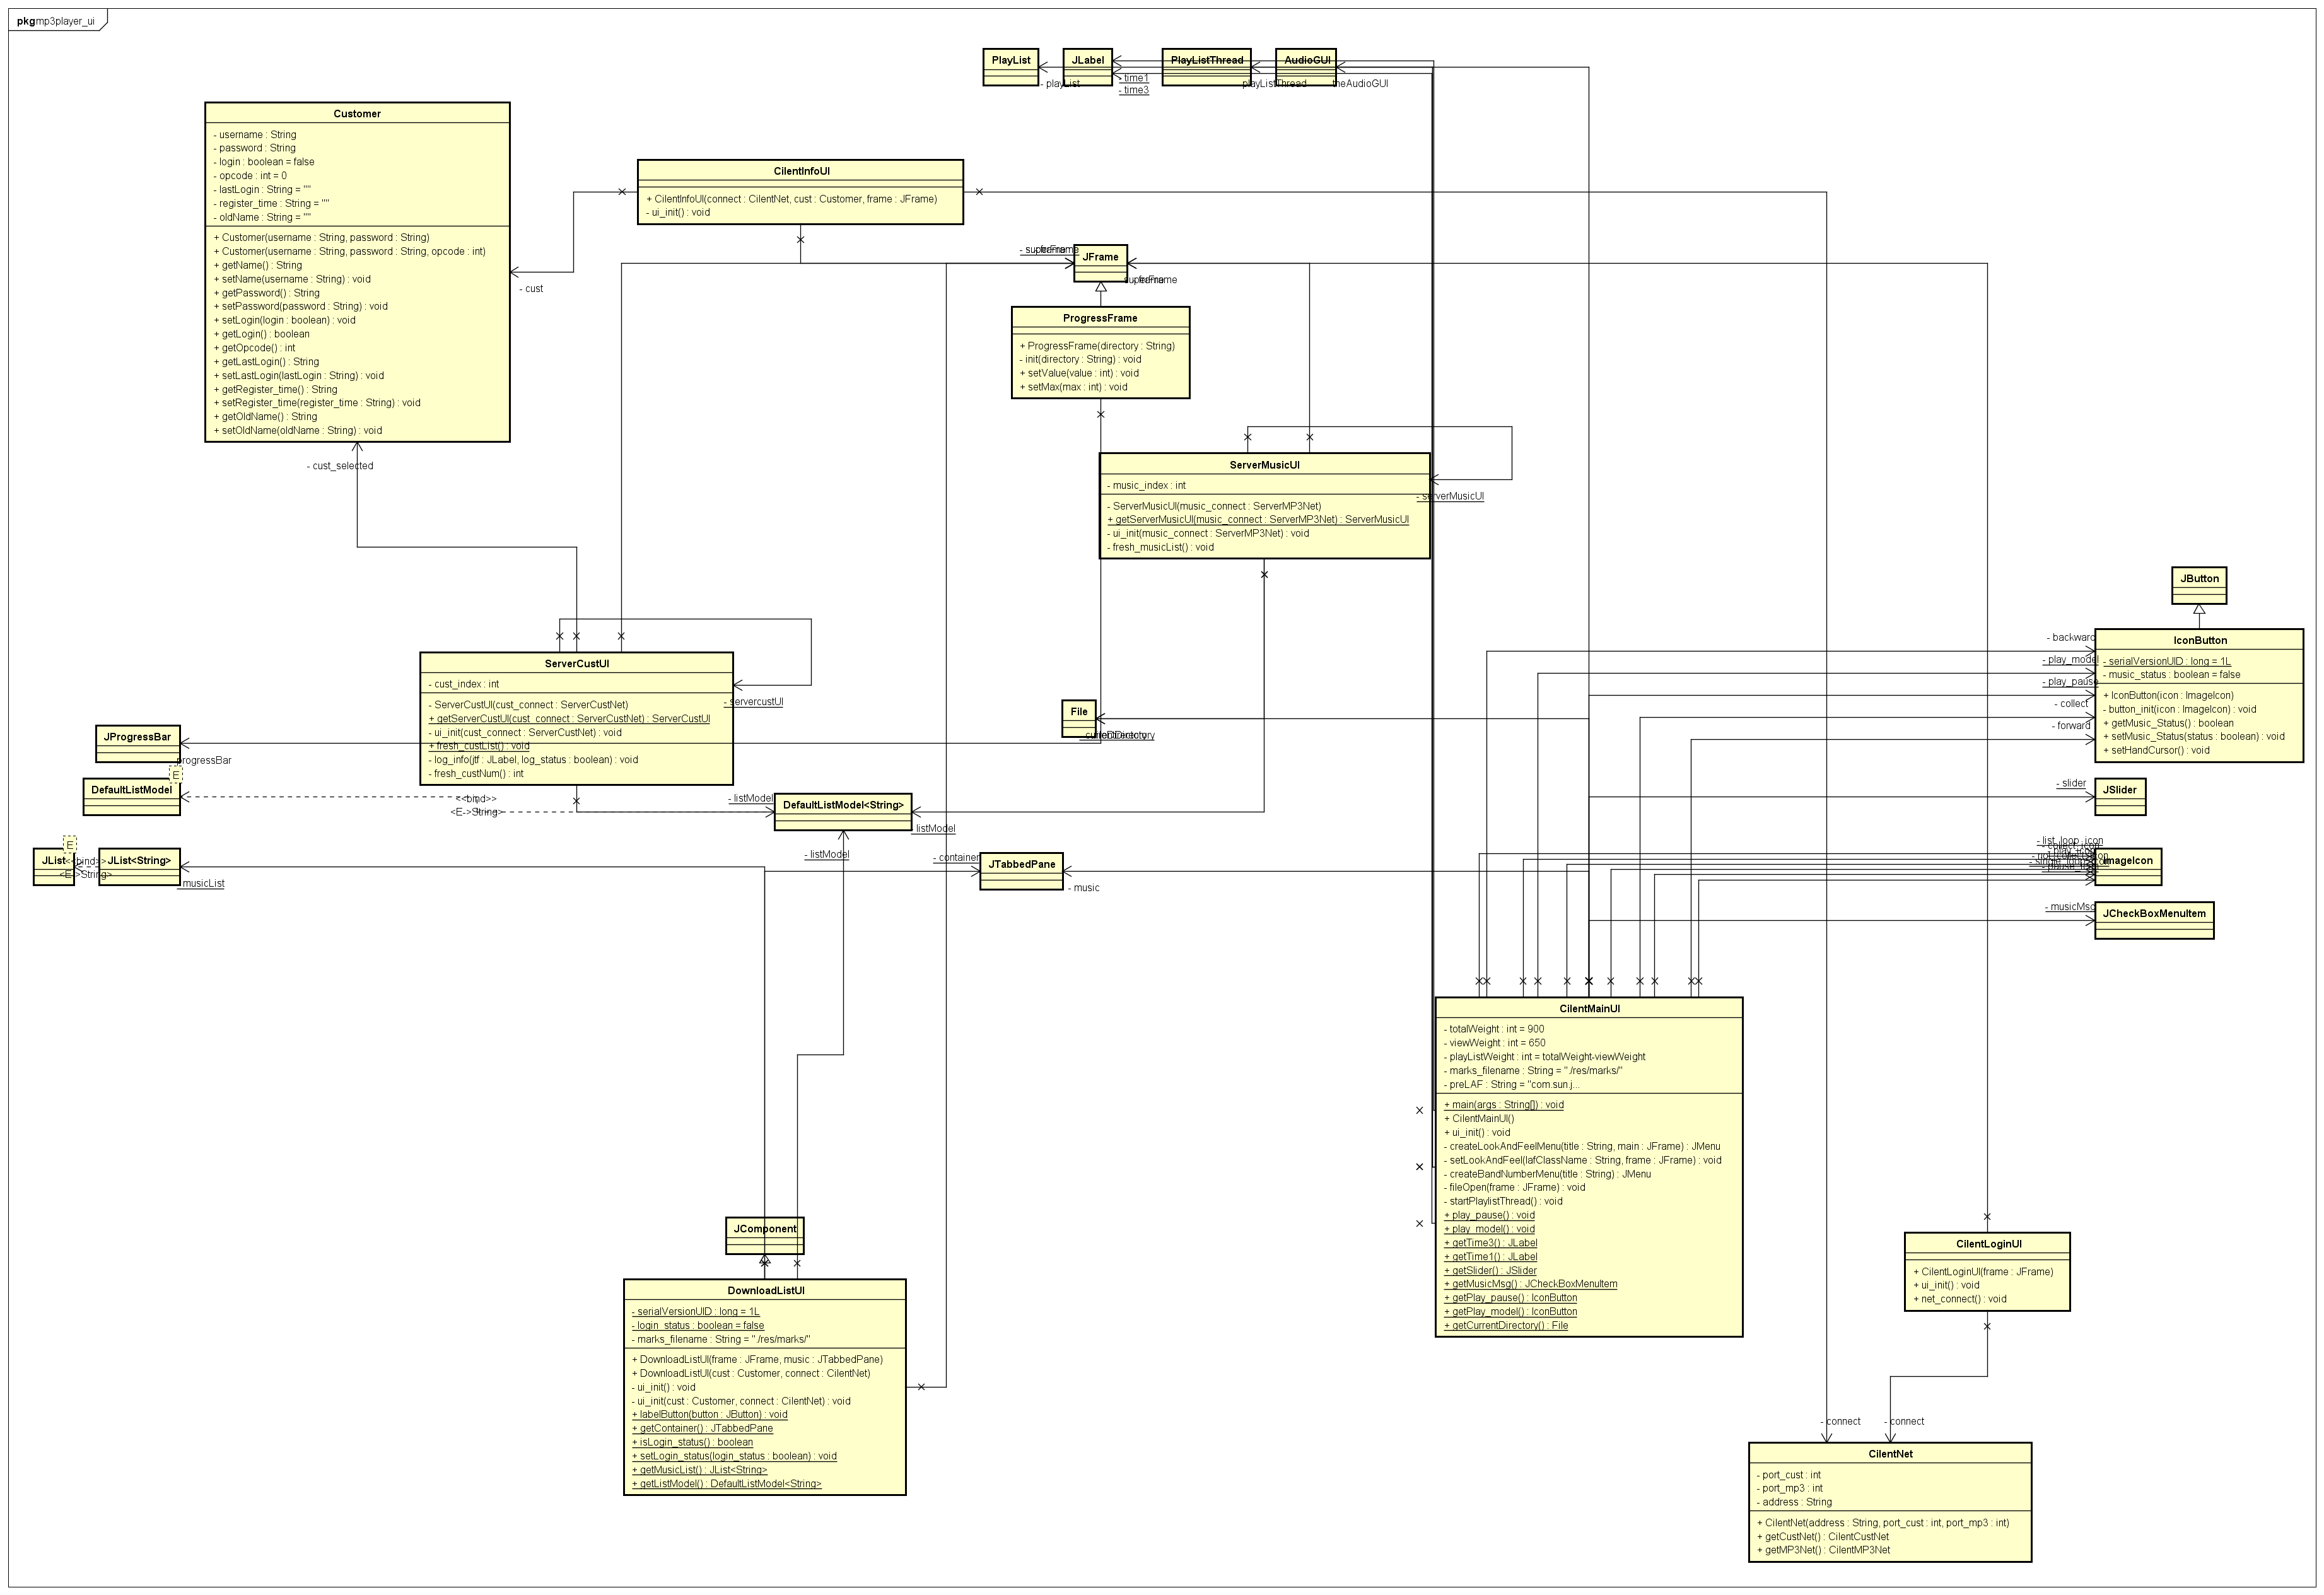 pkg mp3player_ui
PlayList
JLabel
PlayListThread
AudioGUI
- playList
- time1
- time3
playListThread
theAudioGUI
Customer
- username : String
- password : String
- login : boolean = false
- opcode : int = 0
- lastLogin : String = ""
- register_time : String = ""
- oldName : String = ""
+ Customer(username : String, password : String)
+ Customer(username : String, password : String, opcode : int)
+ getName() : String
+ setName(username : String) : void
+ getPassword() : String
+ setPassword(password : String) : void
+ setLogin(login : boolean) : void
+ getLogin() : boolean
+ getOpcode() : int
+ getLastLogin() : String
+ setLastLogin(lastLogin : String) : void
+ getRegister_time() : String
+ setRegister_time(register_time : String) : void
+ getOldName() : String
+ setOldName(oldName : String) : void
- cust
- cust_selected
CilentInfoUI
+ CilentInfoUI(connect : CilentNet, cust : Customer, frame : JFrame)
- ui_init() : void
JFrame
ProgressFrame
+ ProgressFrame(directory : String)
- init(directory : String) : void
+ setValue(value : int) : void
+ setMax(max : int) : void
ServerMusicUI
- music_index : int
- ServerMusicUI(music_connect : ServerMP3Net)
+ getServerMusicUI(music_connect : ServerMP3Net) : ServerMusicUI
- ui_init(music_connect : ServerMP3Net) : void
- fresh_musicList() : void
- serverMusicUI
ServerCustUI
- cust_index : int
- ServerCustUI(cust_connect : ServerCustNet)
+ getServerCustUI(cust_connect : ServerCustNet) : ServerCustUI
- ui_init(cust_connect : ServerCustNet) : void
+ fresh_custList() : void
- log_info(jtf : JLabel, log_status : boolean) : void
- fresh_custNum() : int
- servercustUI
JButton
IconButton
- serialVersionUID : long = 1L
- music_status : boolean = false
+ IconButton(icon : ImageIcon)
- button_init(icon : ImageIcon) : void
+ getMusic_Status() : boolean
+ setMusic_Status(status : boolean) : void
+ setHandCursor() : void
- backward
- play_model
- play_pause
- collect
- forward
File
JProgressBar
progressBar
E
DefaultListModel
<<bind>>
<E->String>
- listModel
DefaultListModel<String>
- listModel
- listModel
JSlider
- slider
E
JList
<<bind>>
<E->String>
JList<String>
musicList
- container
JTabbedPane
- music
- list_loop_icon
ImageIcon
- musicMsg
JCheckBoxMenuItem
CilentMainUI
- totalWeight : int = 900
- viewWeight : int = 650
- playListWeight : int = totalWeight-viewWeight
- marks_filename : String = "./res/marks/"
- preLAF : String = "com.sun.j...
+ main(args : String[]) : void
+ CilentMainUI()
+ ui_init() : void
- createLookAndFeelMenu(title : String, main : JFrame) : JMenu
- setLookAndFeel(lafClassName : String, frame : JFrame) : void
- createBandNumberMenu(title : String) : JMenu
- fileOpen(frame : JFrame) : void
- startPlaylistThread() : void
+ play_pause() : void
+ play_model() : void
+ getTime3() : JLabel
+ getTime1() : JLabel
+ getSlider() : JSlider
+ getMusicMsg() : JCheckBoxMenuItem
+ getPlay_pause() : IconButton
+ getPlay_model() : IconButton
+ getCurrentDirectory() : File
JComponent
DownloadListUI
- serialVersionUID : long = 1L
- login_status : boolean = false
- marks_filename : String = "./res/marks/"
+ DownloadListUI(frame : JFrame, music : JTabbedPane)
+ DownloadListUI(cust : Customer, connect : CilentNet)
- ui_init() : void
- ui_init(cust : Customer, connect : CilentNet) : void
+ labelButton(button : JButton) : void
+ getContainer() : JTabbedPane
+ isLogin_status() : boolean
+ setLogin_status(login_status : boolean) : void
+ getMusicList() : JList<String>
+ getListModel() : DefaultListModel<String>
CilentLoginUI
+ CilentLoginUI(frame : JFrame)
+ ui_init() : void
+ net_connect() : void
- connect
- connect
CilentNet
- port_cust : int
- port_mp3 : int
- address : String
+ CilentNet(address : String, port_cust : int, port_mp3 : int)
+ getCustNet() : CilentCustNet
+ getMP3Net() : CilentMP3Net